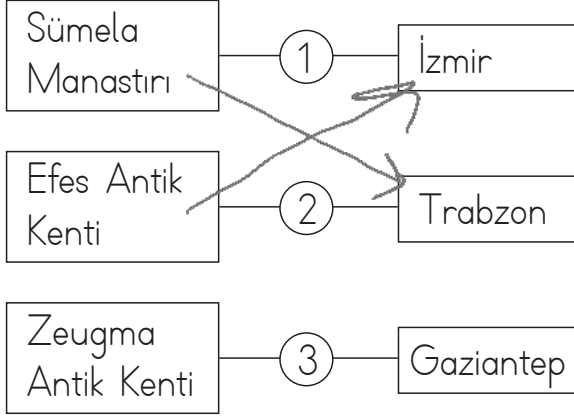 Sümela
Manastırı
1
İzmir
Efes Antik
Kenti
2
Trabzon
Zeugma
Antik Kenti
3
Gaziantep